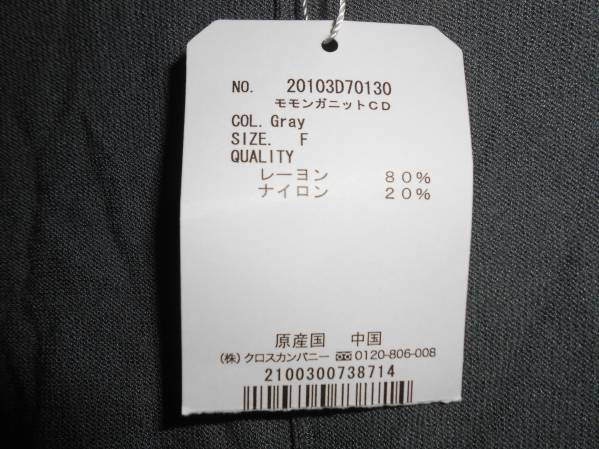 NO. 20103D70130
モモンガニットCD
COL. Gray
SIZE. F
QUALITY
レーヨン 80%
ナイロン 20%
原産国 中国
(株) クロスカンパニー 0120-806-008
2100300738714